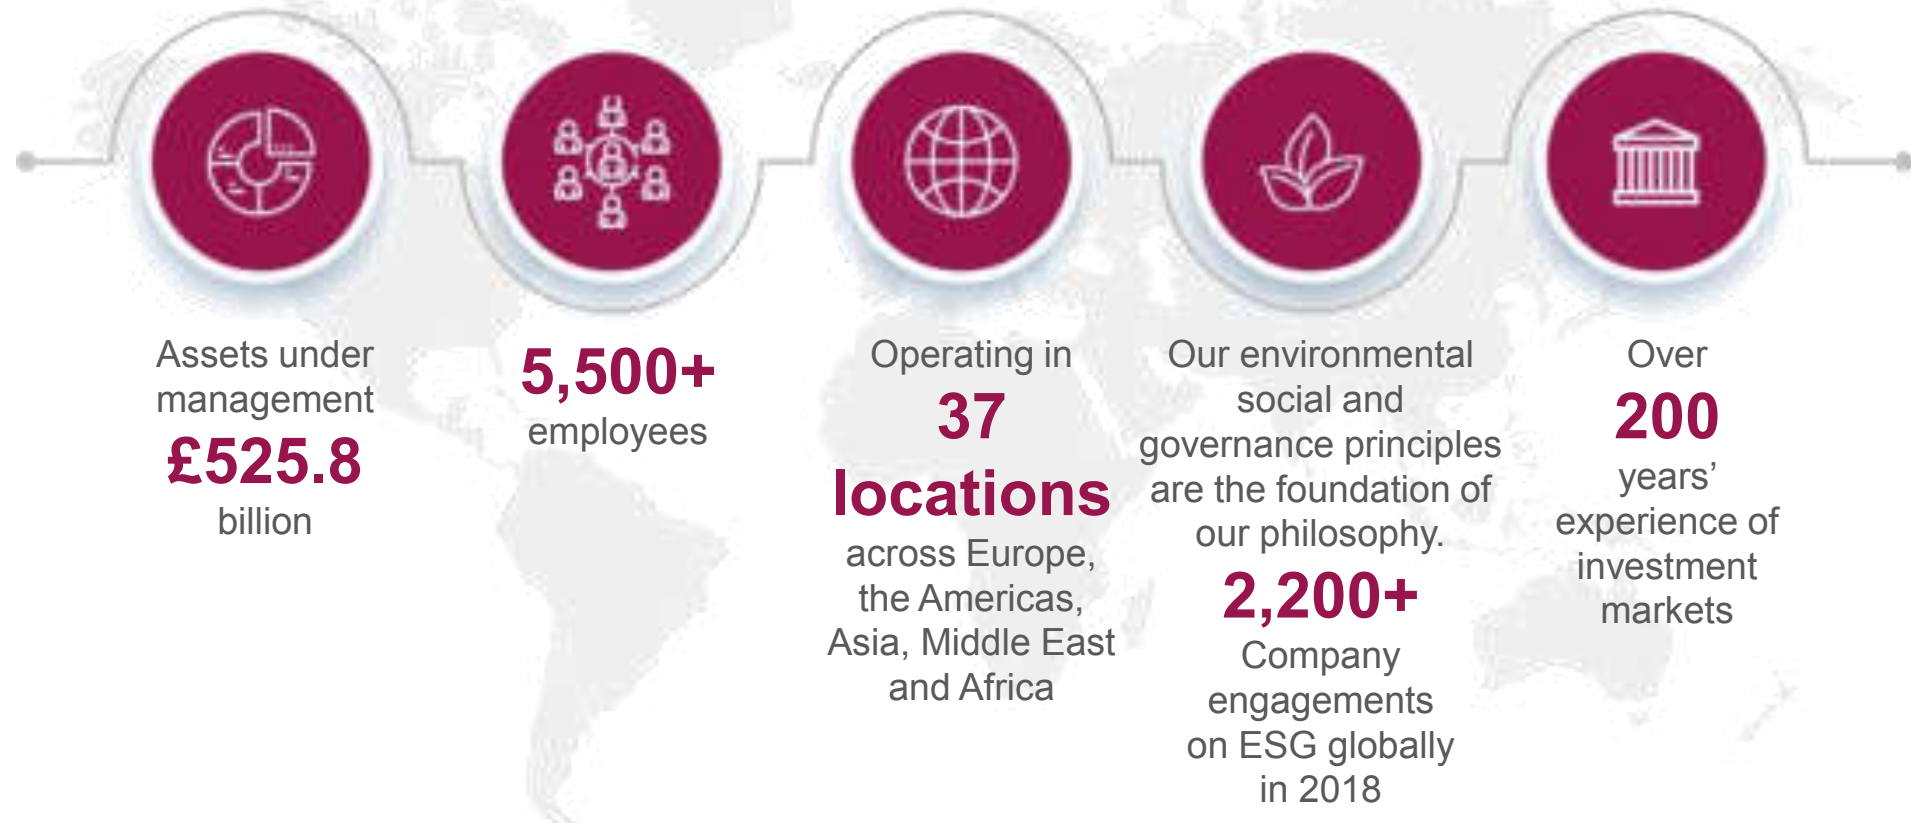 Assets under
management
£525.8
billion
5,500+
employees
Operating in
37
locations
across Europe,
the Americas,
Asia, Middle East
and Africa
Our environmental
social and
governance principles
are the foundation of
our philosophy.
2,200+
Company
engagements
on ESG globally
in 2018
Over
200
years’
experience of
investment
markets